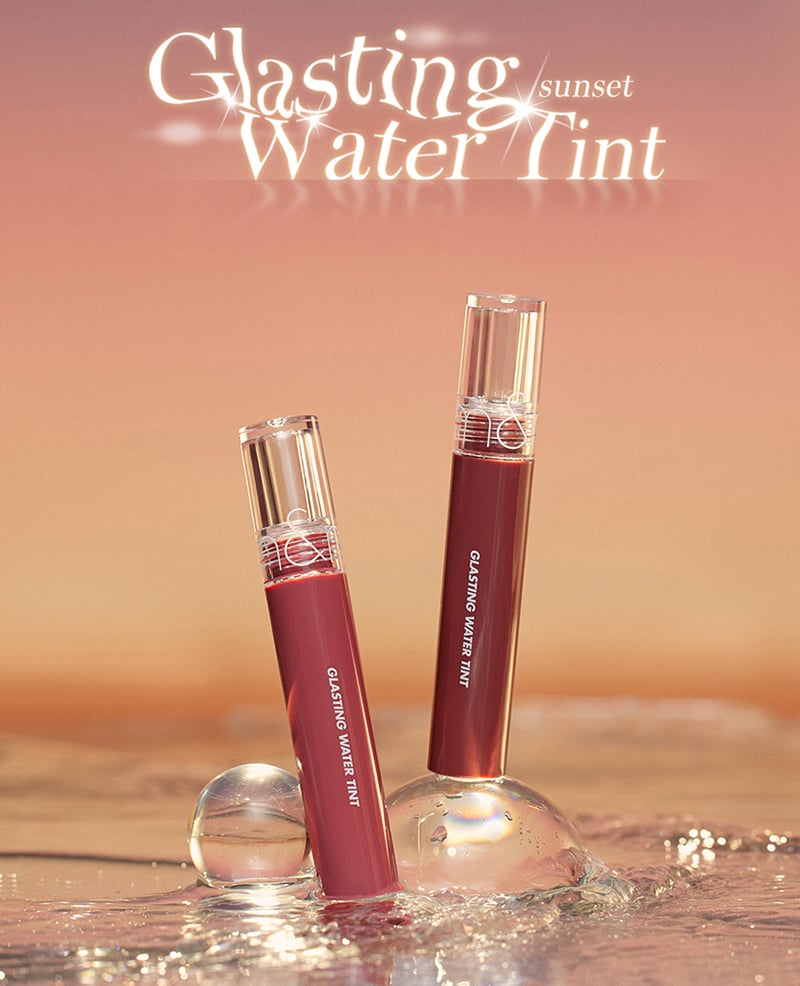 Glasting sunset
Water Tint
n&
GLASTING WATER TINT
n&
GLASTING WATER TINT